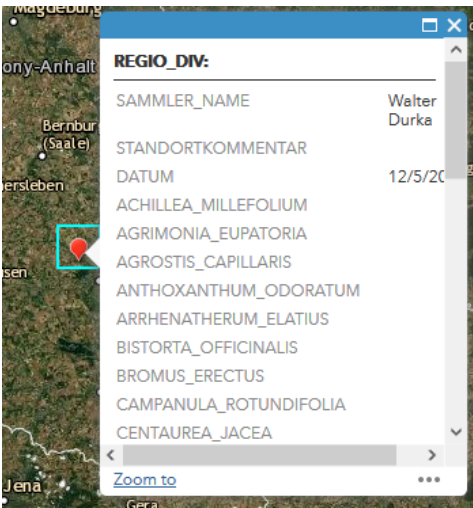 Magdeburg
ony-Anhalt
Bernburg
(Saale)
ersleben
sen
Jena
Gera
REGIO_DIV:
SAMMLER_NAME Walter
Durka
STANDORTKOMMENTAR
DATUM 12/5/20
ACHILLEA_MILLEFOLIUM
AGRIMONIA_EUPATORIA
AGROSTIS_CAPILLARIS
ANTHOXANTHUM_ODORATUM
ARRHENATHERUM_ELATIUS
BISTORTA_OFFICINALIS
BROMUS_ERECTUS
CAMPANULA_ROTUNDIFOLIA
CENTAUREA_JACEA
Zoom to